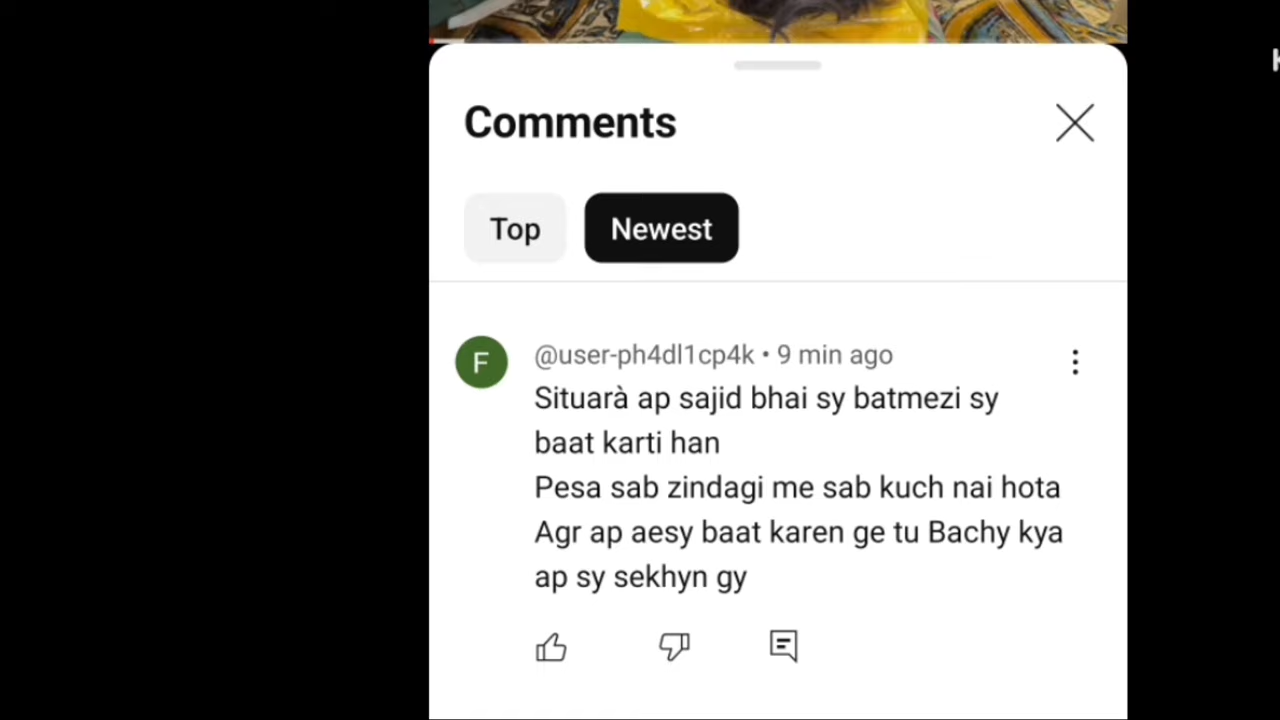 Comments
Top
Newest
F
@user-ph4dl1cp4k • 9 min ago
Situarà ap sajid bhai sy batmezi sy
baat karti han
Pesa sab zindagi me sab kuch nai hota
Agr ap aesy baat karen ge tu Bachy kya
ap sy sekhyn gy